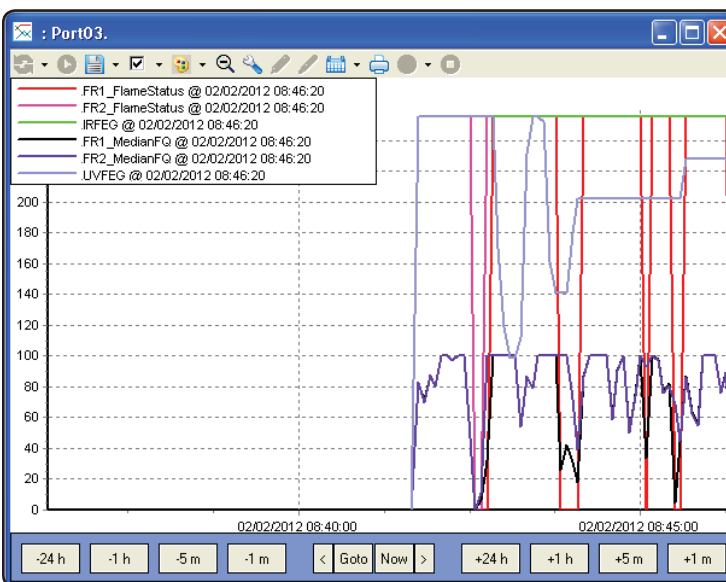 : Port03.
.FR1_FlameStatus @ 02/02/2012 08:46:20
.FR2_FlameStatus @ 02/02/2012 08:46:20
.IRFEG @ 02/02/2012 08:46:20
.FR1_MedianFQ @ 02/02/2012 08:46:20
.FR2_MedianFQ @ 02/02/2012 08:46:20
.UVFEG @ 02/02/2012 08:46:20
200
180
160
140
120
100
80
60
40
20
0
02/02/2012 08:40:00 02/02/2012 08:45:00
-24 h -1 h -5 m -1 m < Goto Now > +24 h +1 h +5 m +1 m